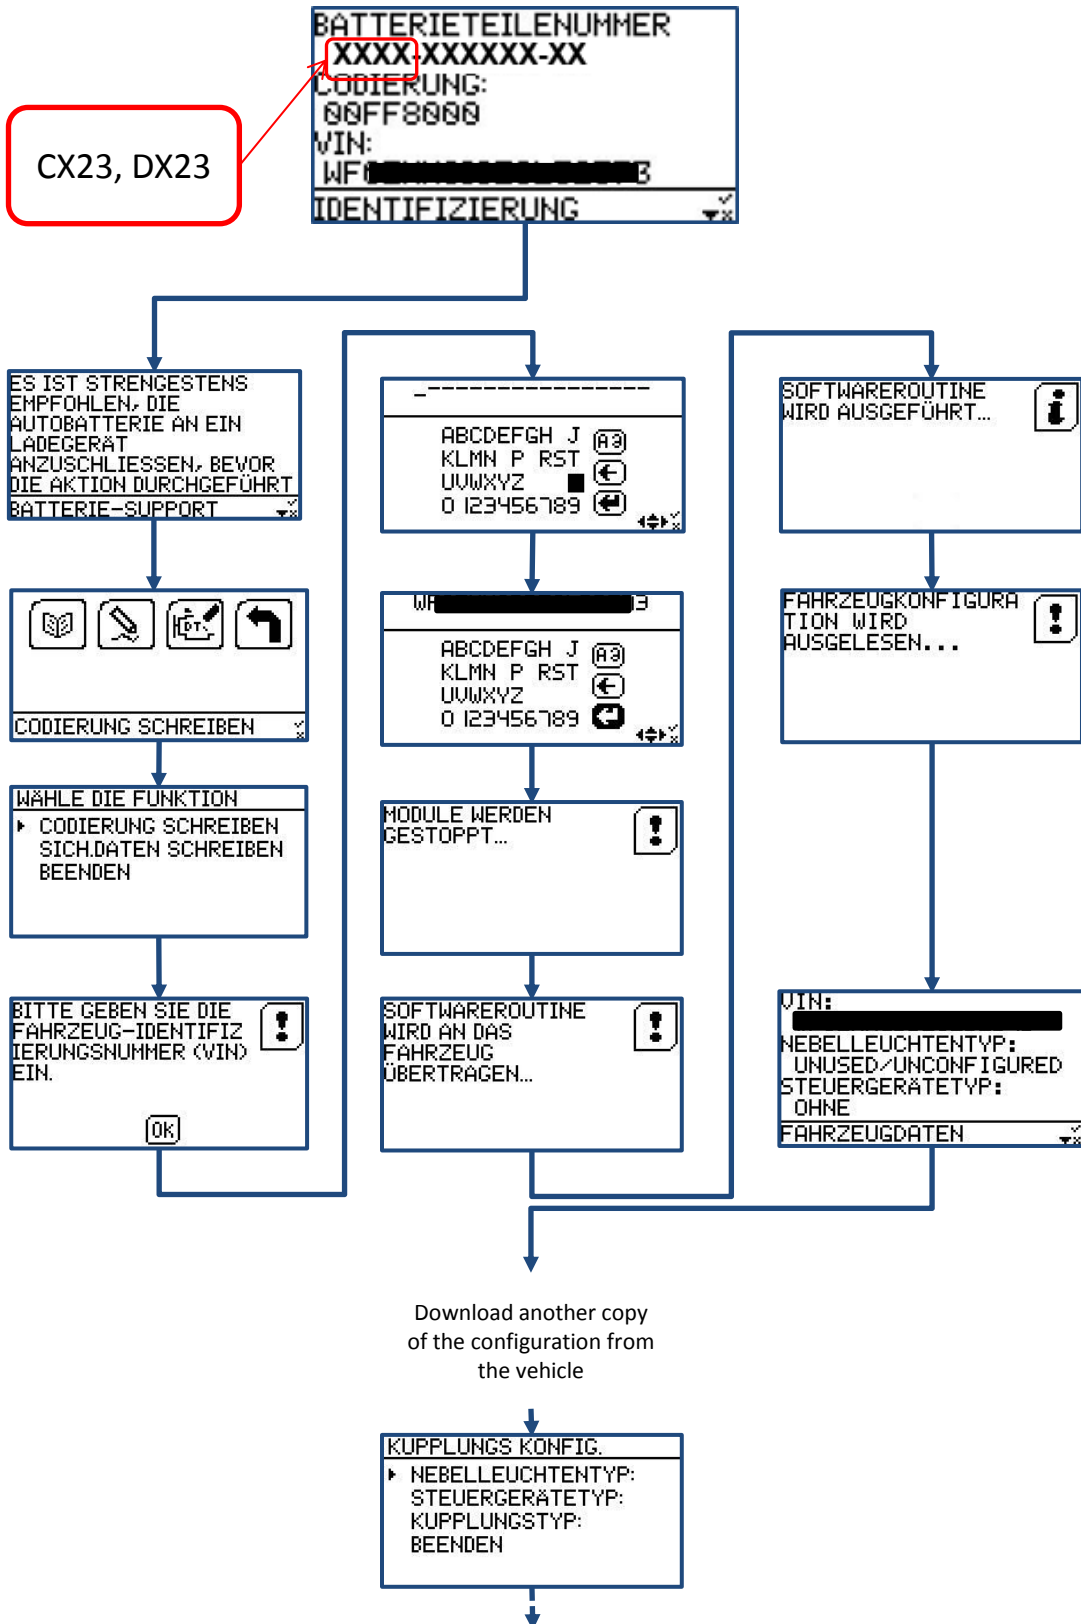 BATTERIETEILENUMMER
XXXX-XXXXXX-XX
CODIERUNG:
00FF8000
VIN:
IDENTIFIZIERUNG
CX23, DX23
ES IST STRENGESTENS
EMPFOHLEN, DIE
AUTOBATTERIE AN EIN
LADEGERÄT
ANZUSCHLIESSEN, BEVOR
DIE AKTION DURCHGEFÜHRT
BATTERIE-SUPPORT
CODIERUNG SCHREIBEN
WÄHLE DIE FUNKTION
CODIERUNG SCHREIBEN
SICH.DATEN SCHREIBEN
BEENDEN
BITTE GEBEN SIE DIE
FAHRZEUG-IDENTIFIZ
IERUNGSNUMMER (VIN)
EIN.
OK
ABCDEFGH J
KLMN P RST
UVWXYZ
0 123456789
ABCDEFGH J
KLMN P RST
UVWXYZ
0 123456789
MODULE WERDEN
GESTOPPT...
SOFTWAREROUTINE
WIRD AN DAS
FAHRZEUG
ÜBERTRAGEN...
SOFTWAREROUTINE
WIRD AUSGEFÜHRT...
FAHRZEUGKONFIGURA
TION WIRD
AUSGELESEN...
VIN:
NEBELLEUCHTENTYP:
UNUSED/UNCONFIGURED
STEUERGERÄTETYP:
OHNE
FAHRZEUGDATEN
Download another copy
of the configuration from
the vehicle
KUPPLUNGS KONFIG.
NEBELLEUCHTENTYP:
STEUERGERÄTETYP:
KUPPLUNGSTYP:
BEENDEN